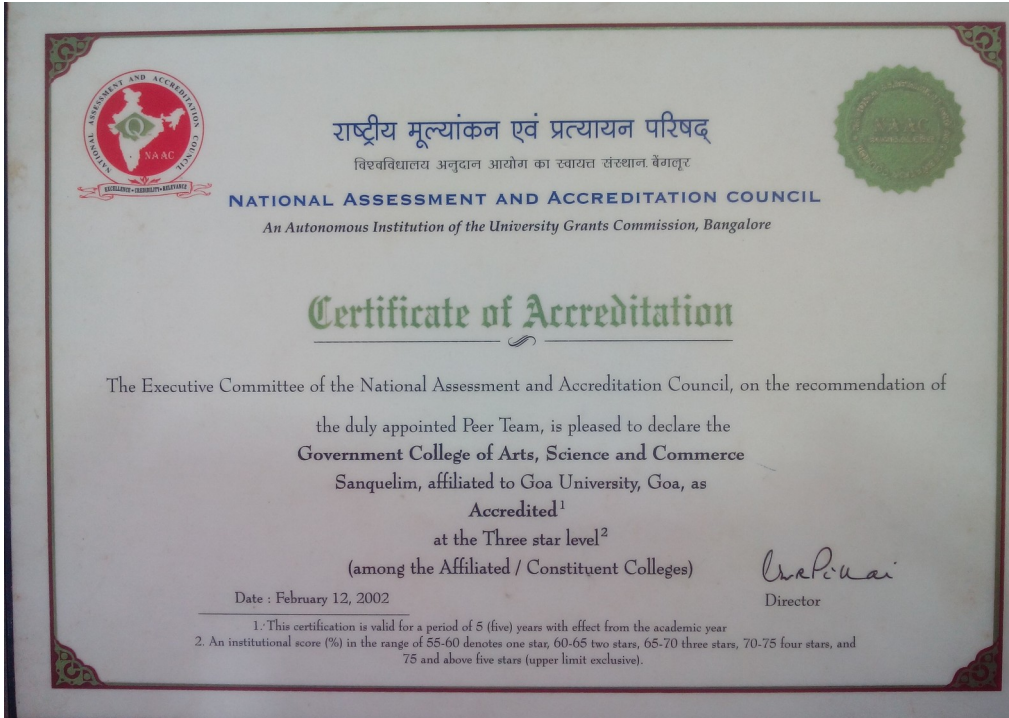 NATIONAL ASSESSMENT AND ACCREDITATION COUNCIL
NAAC
EXCELLENCE • CREDIBILITY • RELEVANCE
NAAC
राष्ट्रीय मूल्यांकन एवं प्रत्यायन परिषद्
विश्वविधालय अनुदान आयोग का स्वायत्त संस्थान, बेंगलूर
NATIONAL ASSESSMENT AND ACCREDITATION COUNCIL
An Autonomous Institution of the University Grants Commission, Bangalore
Certificate of Accreditation
The Executive Committee of the National Assessment and Accreditation Council, on the recommendation of
the duly appointed Peer Team, is pleased to declare the
Government College of Arts, Science and Commerce
Sanquelim, affiliated to Goa University, Goa, as
Accredited¹
at the Three star level²
(among the Affiliated / Constituent Colleges)
Date : February 12, 2002
Director
1. This certification is valid for a period of 5 (five) years with effect from the academic year
2. An institutional score (%) in the range of 55-60 denotes one star, 60-65 two stars, 65-70 three stars, 70-75 four stars, and
75 and above five stars (upper limit exclusive).